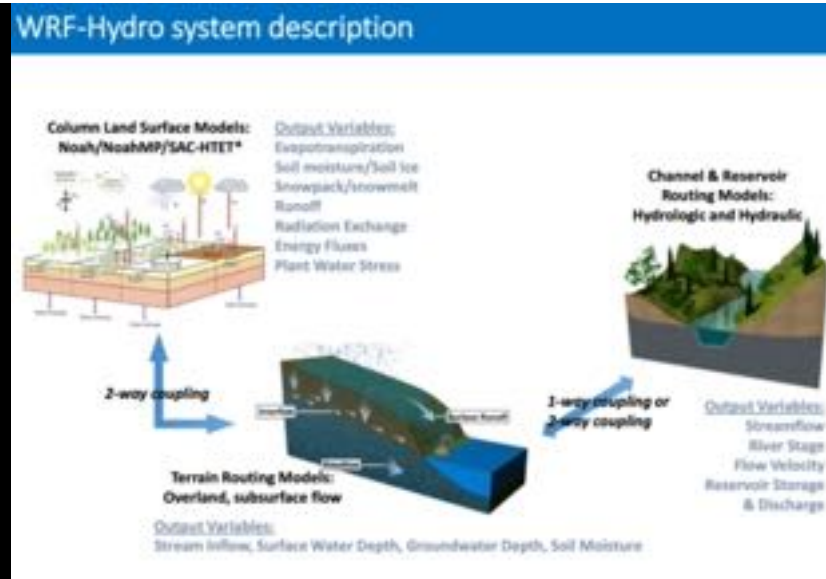 WRF-Hydro system description
Column Land Surface Models:
Noah/NoahMP/SAC-HTET*
Output Variables:
Evapotranspiration
Soil moisture/Soil Ice
Snowpack/snowmelt
Runoff
Radiation Exchange
Energy Fluxes
Plant Water Stress
Channel & Reservoir
Routing Models:
Hydrologic and Hydraulic
2-way coupling
Interflow
Surface Runoff
1-way coupling or
2-way coupling
Terrain Routing Models:
Overland, subsurface flow
Output Variables:
Streamflow
River Stage
Flow Velocity
Reservoir Storage
& Discharge
Output Variables:
Stream Inflow, Surface Water Depth, Groundwater Depth, Soil Moisture